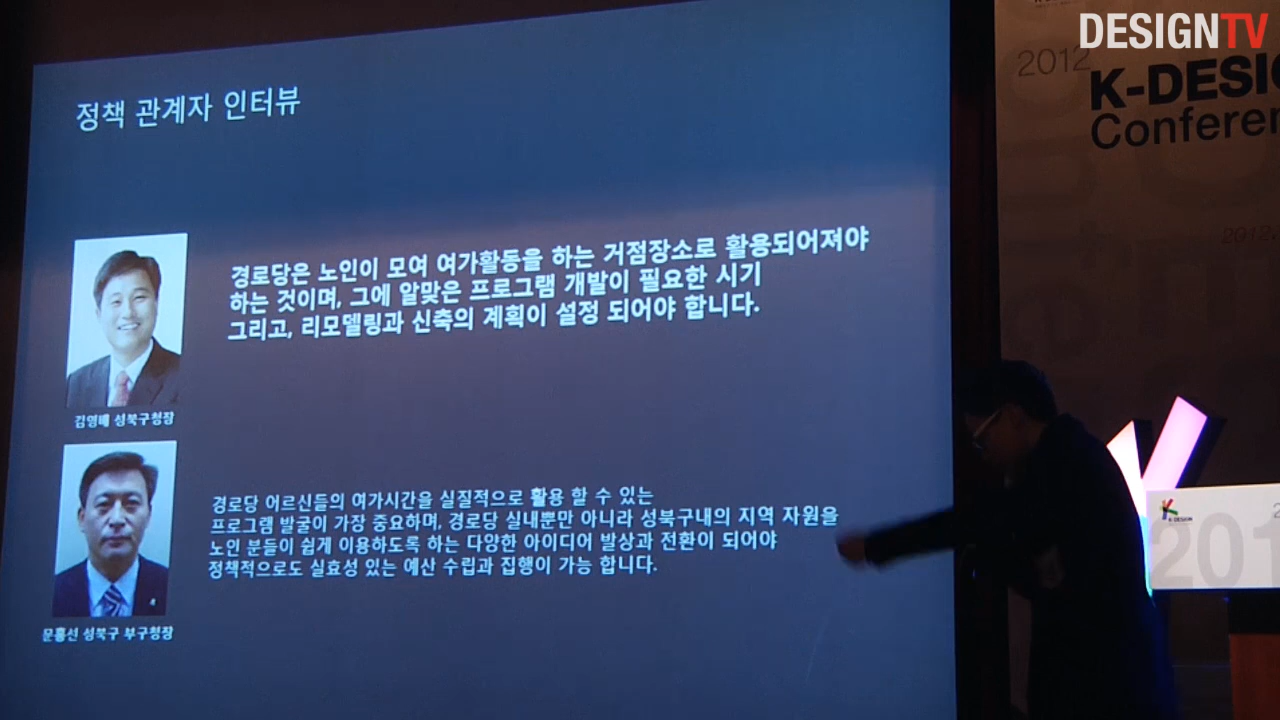 DESIGNTV
2012
K-DESI
Conferen
정책 관계자 인터뷰
경로당은 노인이 모여 여가활동을 하는 거점장소로 활용되어져야
하는 것이며, 그에 알맞은 프로그램 개발이 필요한 시기
그리고, 리모델링과 신축의 계획이 설정 되어야 합니다.
김영배 성북구청장
경로당 어르신들의 여가시간을 실질적으로 활용 할 수 있는
프로그램 발굴이 가장 중요하며, 경로당 실내뿐만 아니라 성북구내의 지역 자원을
노인 분들이 쉽게 이용하도록 하는 다양한 아이디어 발상과 전환이 되어야
정책적으로도 실효성 있는 예산 수립과 집행이 가능 합니다.
문홍선 성북구 부구청장
K-DESIGN
201